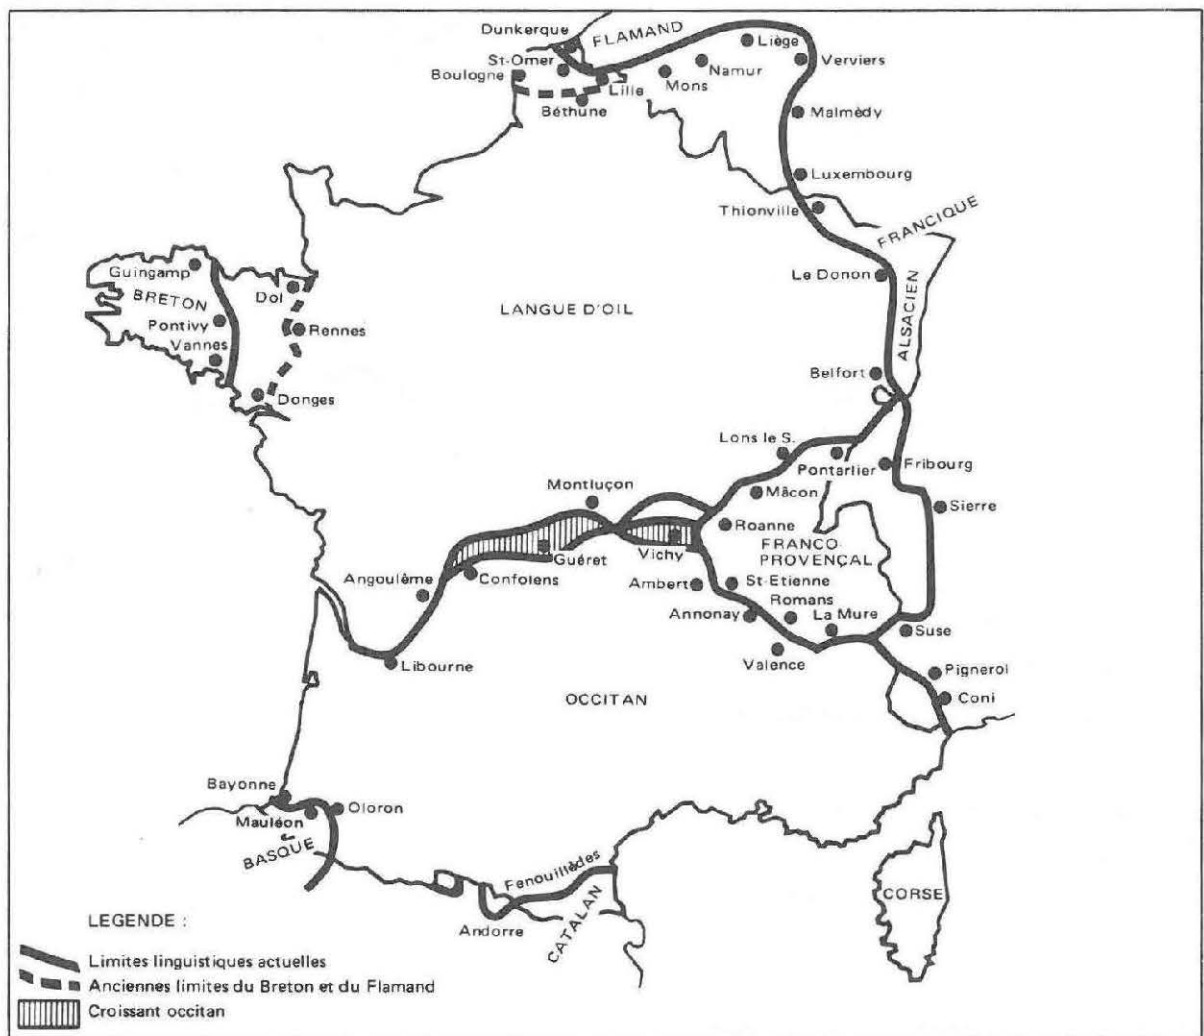 Dunkerque
FLAMAND
Liège
St-Omer
Verviers
Boulogne
Namur
Lille
Mons
Béthune
Malmèdy
Luxembourg
Thionville
FRANCIQUE
Guingamp
Dol
Le Donon
BRETON
LANGUE D'OIL
Pontivy
Rennes
ALSACIEN
Vannes
Belfort
Donges
Lons le S.
Pontarlier
Fribourg
Montluçon
Mâcon
Sierre
Roanne
Vichy
FRANCO-
PROVENÇAL
Guéret
Angoulème
Confolens
Ambert
St-Etienne
Romans
Annonay
La Mure
Suse
Valence
Libourne
Pignerol
Coni
OCCITAN
Bayonne
Oloron
Mauléon
BASQUE
Fenouillèdes
CATALAN
CORSE
Andorre
LEGENDE :
Limites linguistiques actuelles
Anciennes limites du Breton et du Flamand
Croissant occitan